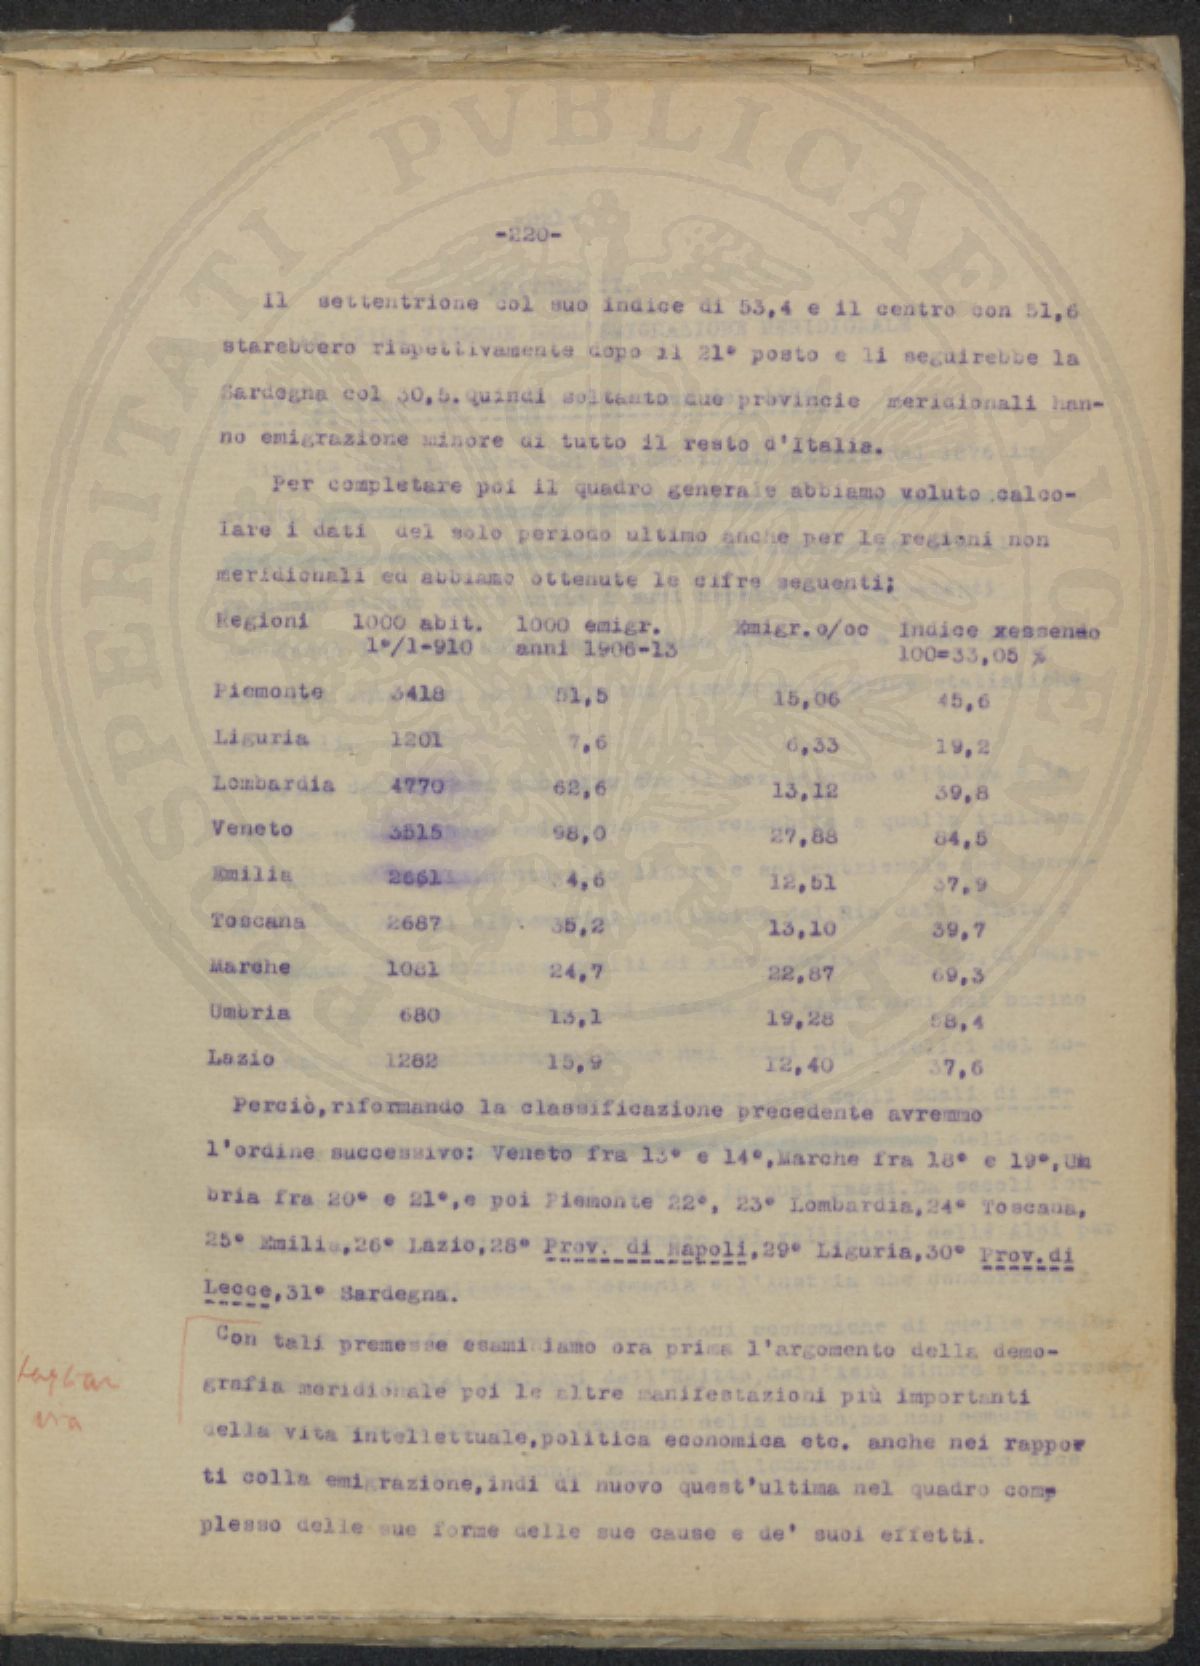 -220-
Il settentrione col suo indice di 53,4 e il centro con 51,6
starebbero rispettivamente dopo il 21° posto e li seguirebbe la
Sardegna col 30,5.Quindi soltanto due provincie meridionali han-
no emigrazione minore di tutto il resto d'Italia.
Per completare poi il quadro generale abbiamo voluto calco-
lare i dati del solo periodo ultimo anche per le regioni non
meridionali ed abbiamo ottenute le cifre seguenti;
Regioni 1000 abit. 1000 emigr. Emigr.o/oo Indice xessendo
1°/1-910 anni 1906-13 100=33,05 %
Piemonte 3418 51,5 15,06 45,6
Liguria 1201 7,6 6,33 19,2
Lombardia 4770 62,6 13,12 39,8
Veneto 3515 98,0 27,88 84,5
Emilia 2661 34,6 12,51 37,9
Toscana 2687 35,2 13,10 39,7
Marche 1081 24,7 22,87 69,3
Umbria 680 13,1 19,28 58,4
Lazio 1282 15,9 12,40 37,6
Perciò,riformando la classificazione precedente avremmo
l'ordine successivo: Veneto fra 13° e 14°,Marche fra 18° e 19°,Um
bria fra 20° e 21°,e poi Piemonte 22°, 23° Lombardia,24° Toscana,
25° Emilia,26° Lazio,28° Prov. di Napoli,29° Liguria,30° Prov.di
Lecce,31° Sardegna.
Con tali premesse esaminiamo ora prima l'argomento della demo-
grafia meridionale poi le altre manifestazioni più importanti
della vita intellettuale,politica economica etc. anche nei rappor
ti colla emigrazione,indi di nuovo quest'ultima nel quadro com
plesso delle sue forme delle sue cause e de' suoi effetti.